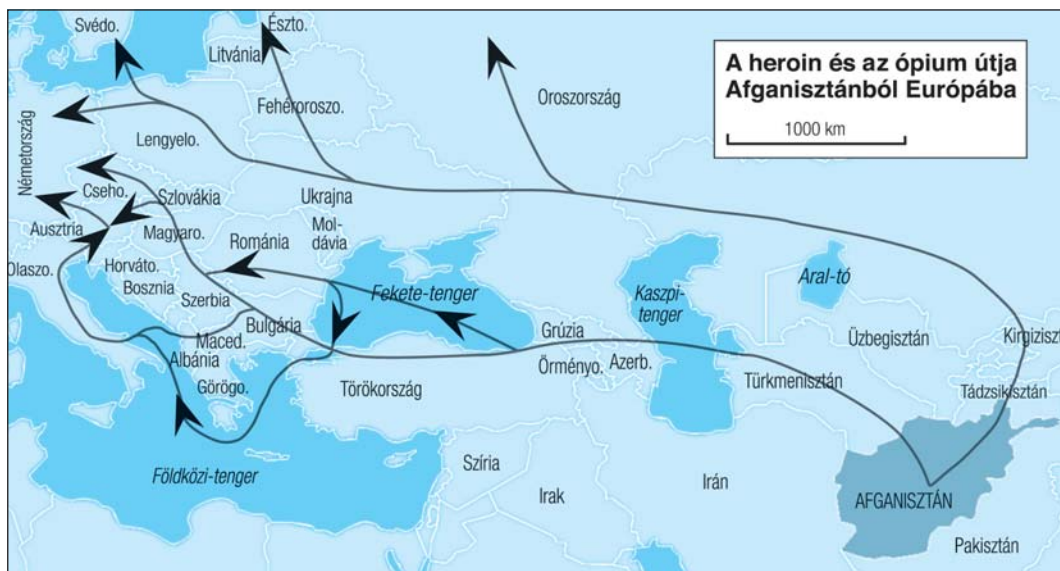 Svédo.
Észto.
Litvánia
A heroin és az ópium útja
Afganisztánból Európába
1000 km
Fehéroroszo.
Oroszország
Lengyelo.
Németország
Cseho.
Szlovákia
Ukrajna
Ausztria
Magyaro.
Mol-
dávia
Románia
Olaszo.
Horváto.
Bosznia
Szerbia
Fekete-tenger
Kaszpi-
tenger
Aral-tó
Bulgária
Maced.
Albánia
Görögo.
Grúzia
Örményo.
Azerb.
Üzbegisztán
Kirgiziszt
Törökország
Türkmenisztán
Tádzsikisztán
Földközi-tenger
Szíria
Irak
Irán
AFGANISZTÁN
Pakisztán